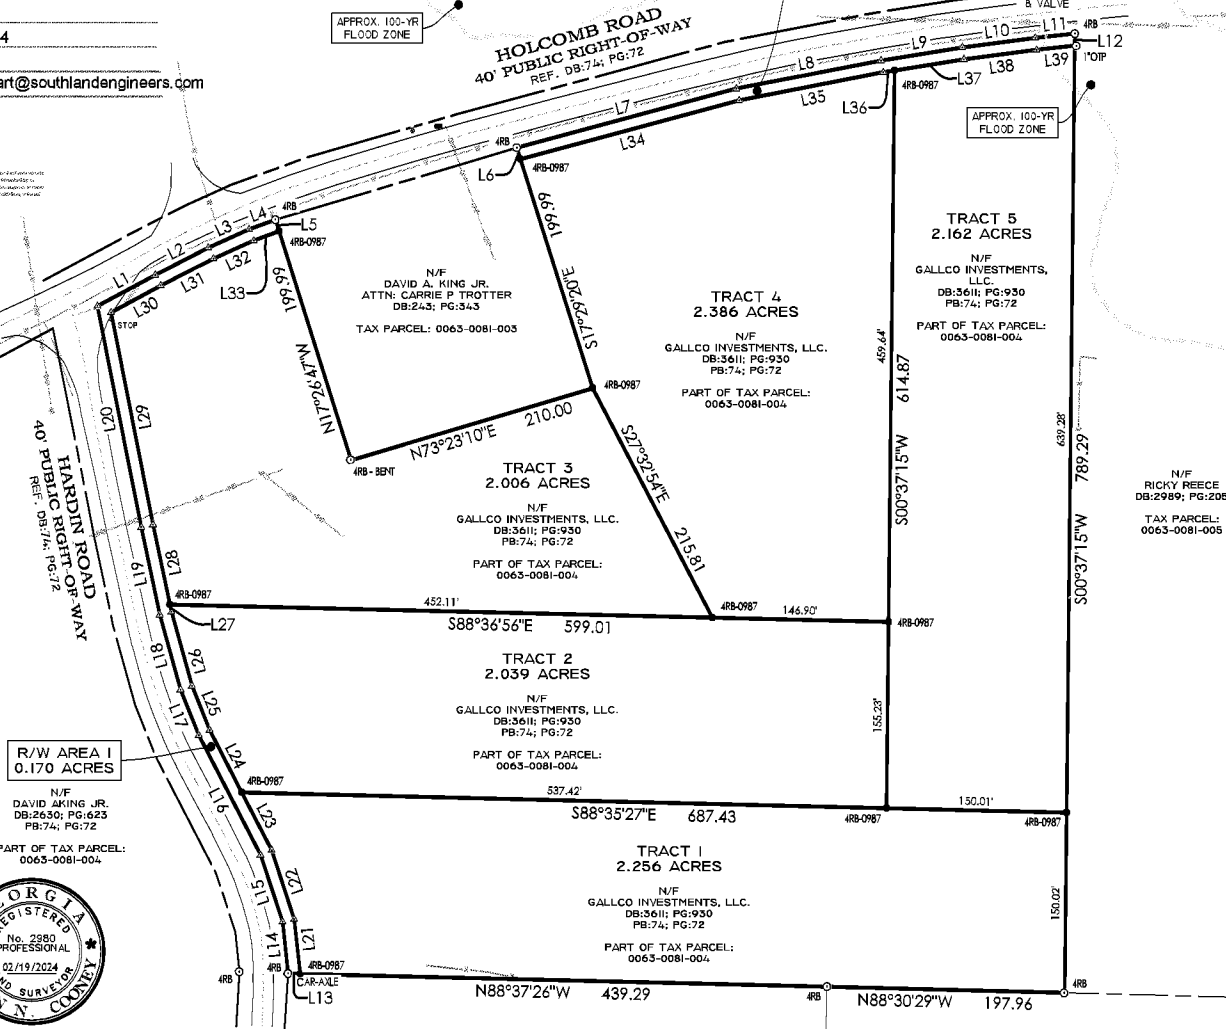 4
art@southlandengineers.com
APPROX. 100-YR
FLOOD ZONE
HOLCOMB ROAD
40' PUBLIC RIGHT-OF-WAY
REF. DB:74; PG:72
& VALVE
L7
L8
L9
L10
L11
4RB
L12
1"OTP
L34
L35
L36
4RB-0987
L37
L38
L39
APPROX. 100-YR
FLOOD ZONE
4RB
L6
4RB-0987
L1
L2
L3
L4
4RB
L5
4RB-0987
L30
L31
L32
L33
STOP
199.99
N17°26'47"W
199.99
S17°29'20"E
N/F
DAVID A. KING JR.
ATTN: CARRIE P TROTTER
DB:243; PG:343
TAX PARCEL: 0063-0081-003
4RB-0987
N73°23'10"E
210.00
4RB - BENT
TRACT 5
2.162 ACRES
N/F
GALLCO INVESTMENTS,
LLC.
DB:3611; PG:930
PB:74; PG:72
PART OF TAX PARCEL:
0063-0081-004
TRACT 4
2.386 ACRES
N/F
GALLCO INVESTMENTS, LLC.
DB:3611; PG:930
PB:74; PG:72
PART OF TAX PARCEL:
0063-0081-004
459.64'
614.87
S00°37'15"W
639.28'
789.29
S00°37'15"W
N/F
RICKY REECE
DB:2989; PG:205
TAX PARCEL:
0063-0081-005
HARDIN ROAD
40' PUBLIC RIGHT-OF-WAY
REF. DB:74; PG:72
L20
L29
L19
L28
TRACT 3
2.006 ACRES
N/F
GALLCO INVESTMENTS, LLC.
DB:3611; PG:930
PB:74; PG:72
PART OF TAX PARCEL:
0063-0081-004
S27°32'54"E
215.81
4RB-0987
L27
452.11'
4RB-0987
146.90'
4RB-0987
S88°36'56"E
599.01
L18
L26
L17
L25
TRACT 2
2.039 ACRES
N/F
GALLCO INVESTMENTS, LLC.
DB:3611; PG:930
PB:74; PG:72
PART OF TAX PARCEL:
0063-0081-004
155.23'
R/W AREA 1
0.170 ACRES
N/F
DAVID AKING JR.
DB:2630; PG:623
PB:74; PG:72
PART OF TAX PARCEL:
0063-0081-004
L24
L16
L23
4RB-0987
537.42'
150.01'
S88°35'27"E
687.43
4RB-0987
4RB-0987
TRACT 1
2.256 ACRES
N/F
GALLCO INVESTMENTS, LLC.
DB:3611; PG:930
PB:74; PG:72
PART OF TAX PARCEL:
0063-0081-004
150.02'
L15
L22
L14
L21
4RB
4RB
4RB-0987
CAR-AXLE
L13
N88°37'26"W
439.29
4RB
N88°30'29"W
197.96
4RB
EORGIA
REGISTERED
No. 2980
PROFESSIONAL
02/19/2024
ND SURVEYOR
N N. COONEY